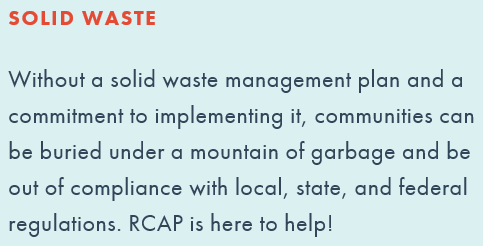 SOLID WASTE
Without a solid waste management plan and a
commitment to implementing it, communities can
be buried under a mountain of garbage and be
out of compliance with local, state, and federal
regulations. RCAP is here to help!